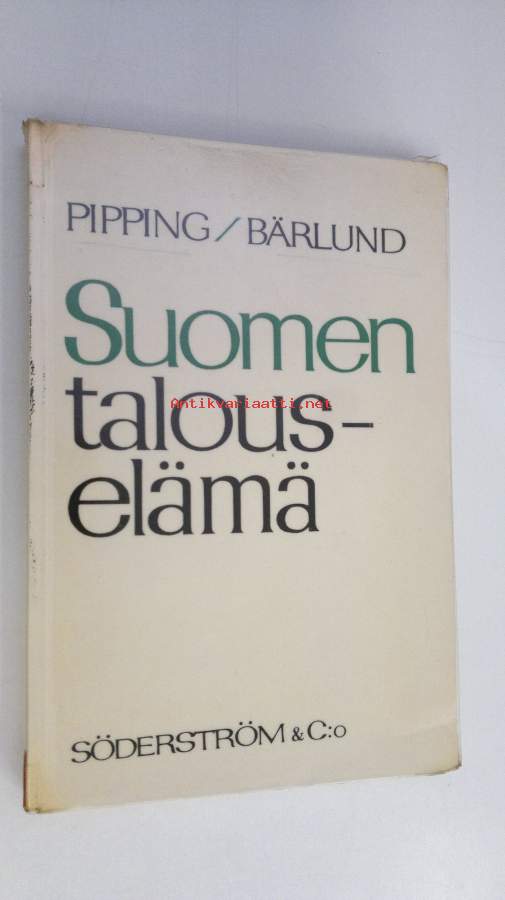 PIPPING / BÄRLUND
Suomen
talous-
Antikvariaatti.net
elämä
SÖDERSTRÖM & C:o